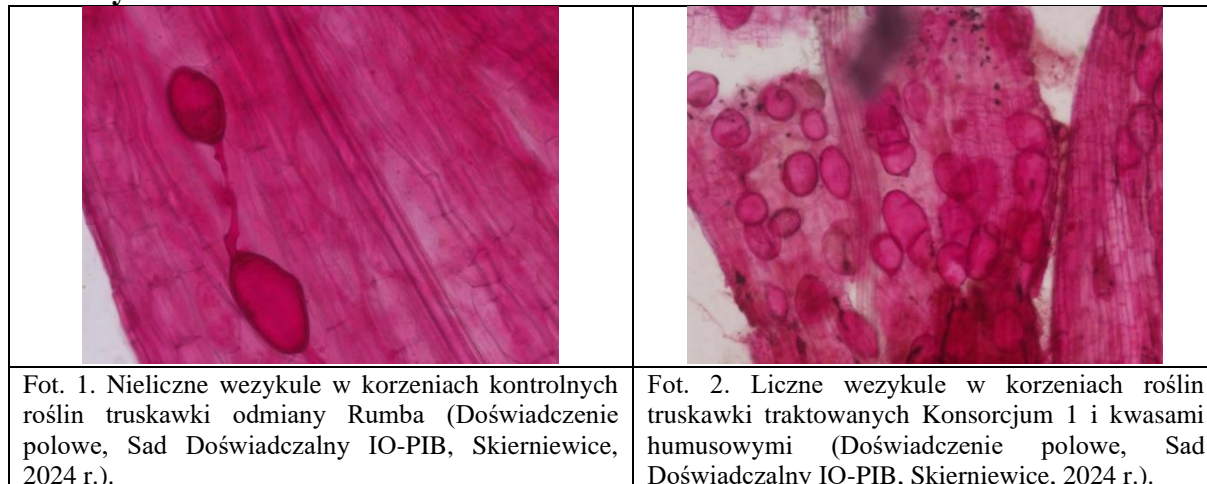 Fot. 1. Nieliczne wezykule w korzeniach kontrolnych
roślin truskawki odmiany Rumba (Doświadczenie
polowe, Sad Doświadczalny IO-PIB, Skierniewice,
2024 r.).
Fot. 2. Liczne wezykule w korzeniach roślin
truskawki traktowanych Konsorcjum 1 i kwasami
humusowymi (Doświadczenie polowe, Sad
Doświadczalny IO-PIB, Skierniewice, 2024 r.).